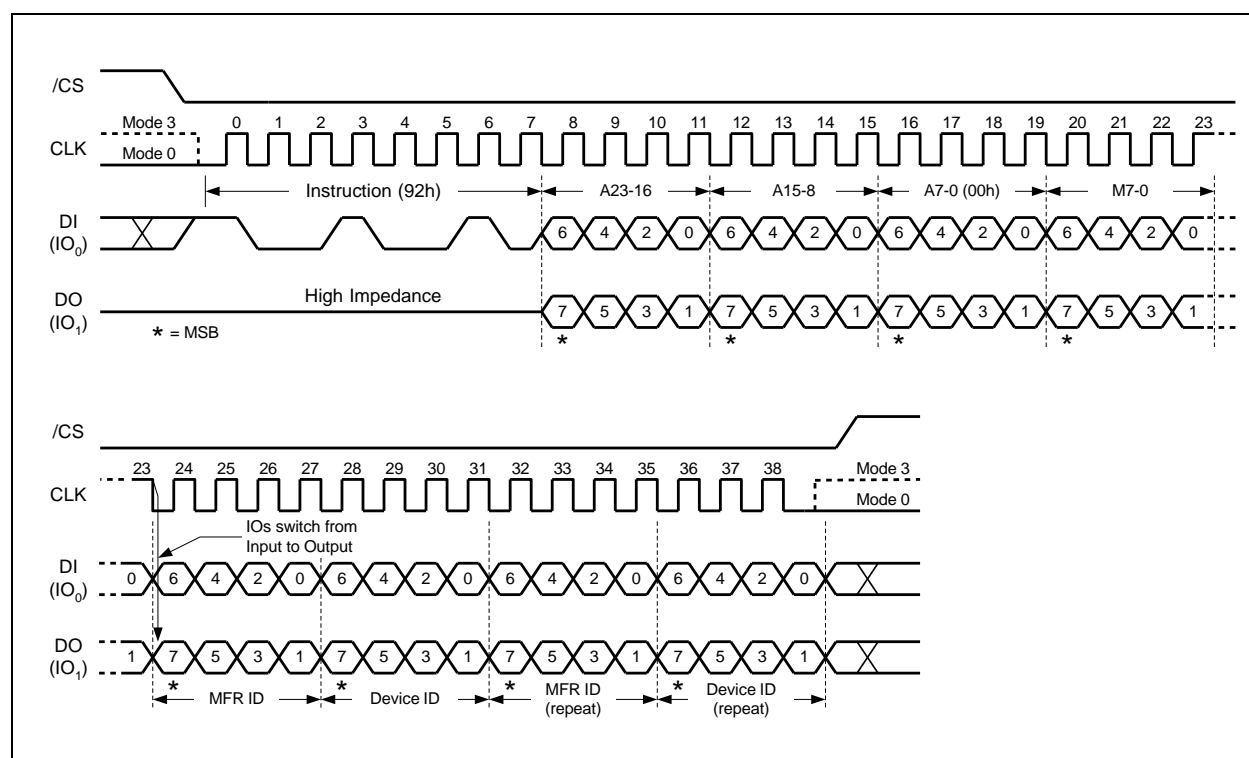 /CS
Mode 3 0 1 2 3 4 5 6 7 8 9 10 11 12 13 14 15 16 17 18 19 20 21 22 23
CLK
Mode 0
Instruction (92h) A23-16 A15-8 A7-0 (00h) M7-0
DI
(IO0)
6 4 2 0 6 4 2 0 6 4 2 0 6 4 2 0
High Impedance
DO
(IO1)
7 5 3 1 7 5 3 1 7 5 3 1 7 5 3 1
* = MSB
* * * *
/CS
23 24 25 26 27 28 29 30 31 32 33 34 35 36 37 38 Mode 3
CLK
Mode 0
IOs switch from
Input to Output
DI
(IO0)
0 6 4 2 0 6 4 2 0 6 4 2 0 6 4 2 0
DO
(IO1)
1 7 5 3 1 7 5 3 1 7 5 3 1 7 5 3 1
* * * *
MFR ID Device ID MFR ID
(repeat)
Device ID
(repeat)